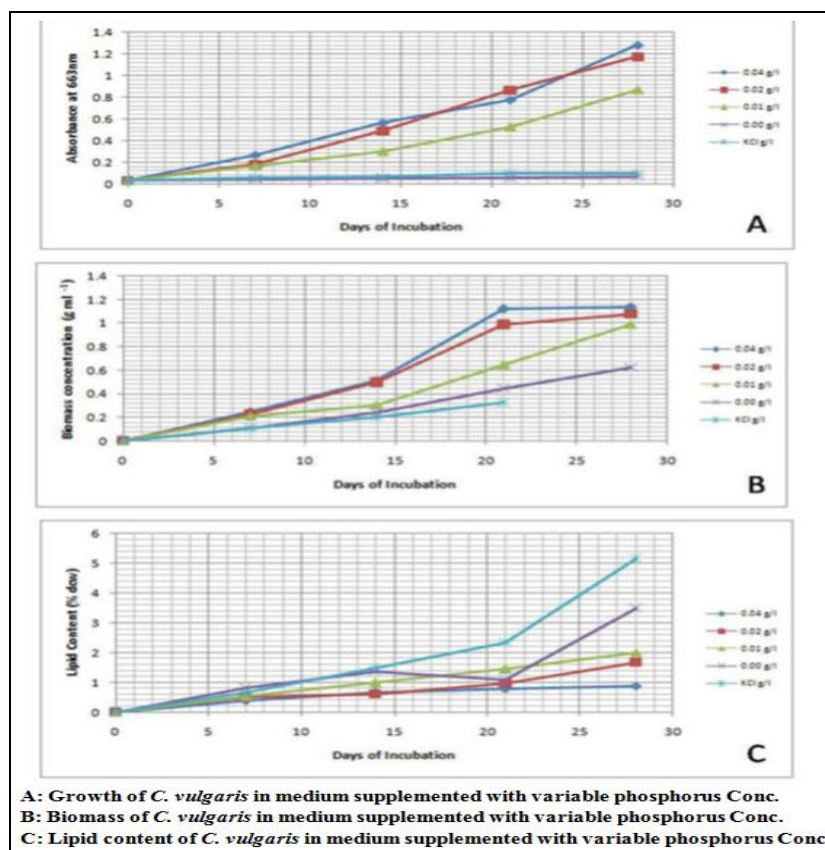 1.4
1.2
1
0.8
0.6
0.4
0.2
0
Absorbance at 663nm
0 5 10 15 20 25 30
Days of Incubation
0.04 g/l
0.02 g/l
0.01 g/l
0.00 g/l
KCl g/l
A
1.4
1.2
1
0.8
0.6
0.4
0.2
0
Biomass concentration (g ml -1)
0 5 10 15 20 25 30
Days of Incubation
0.04 g/l
0.02 g/l
0.01 g/l
0.00 g/l
KCl g/l
B
6
5
4
3
2
1
0
Lipid Content (% dcw)
0 5 10 15 20 25 30
Days of Incubation
0.04 g/l
0.02 g/l
0.01 g/l
0.00 g/l
KCl g/l
C
A: Growth of C. vulgaris in medium supplemented with variable phosphorus Conc.
B: Biomass of C. vulgaris in medium supplemented with variable phosphorus Conc.
C: Lipid content of C. vulgaris in medium supplemented with variable phosphorus Conc